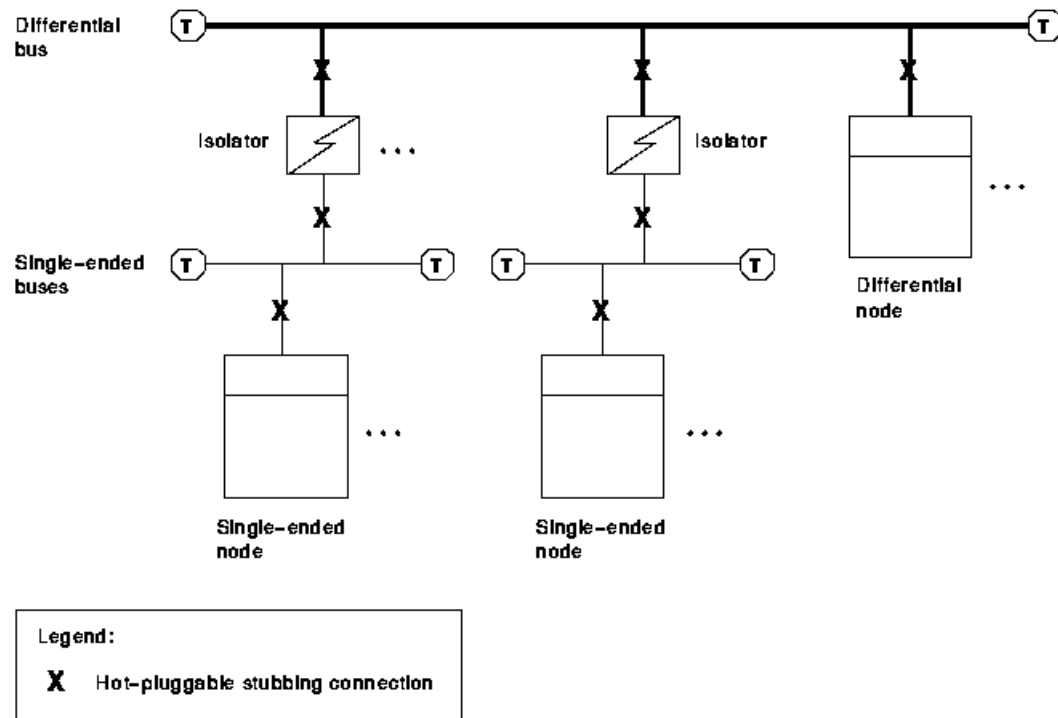 Differential
bus
T
T
X
X
X
Isolator
• • •
Isolator
• • •
X
X
Single-ended
buses
T
T
T
T
Differential
node
X
X
• • •
• • •
Single-ended
node
Single-ended
node
Legend:
X Hot-pluggable stubbing connection